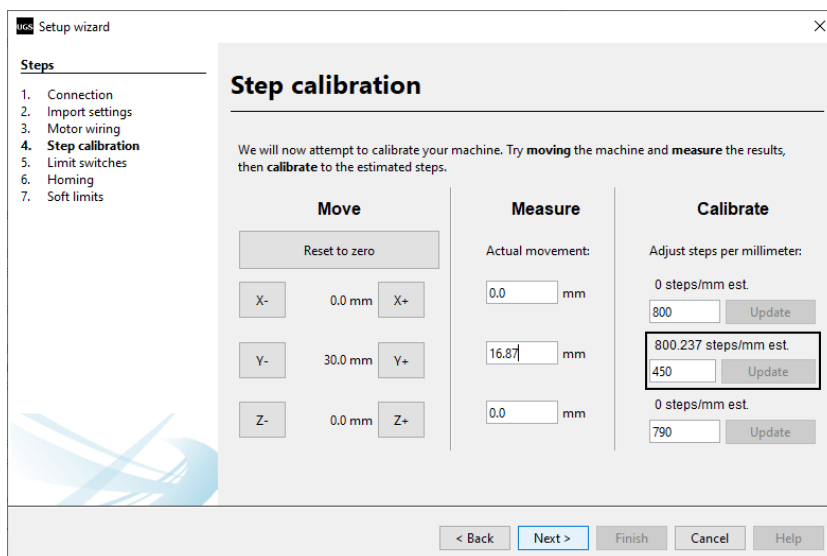 UGS Setup wizard
Steps
1. Connection
2. Import settings
3. Motor wiring
4. Step calibration
5. Limit switches
6. Homing
7. Soft limits
Step calibration
We will now attempt to calibrate your machine. Try moving the machine and measure the results,
then calibrate to the estimated steps.
Move
Reset to zero
X- 0.0 mm X+
Y- 30.0 mm Y+
Z- 0.0 mm Z+
Measure
Actual movement:
0.0 mm
16.87 mm
0.0 mm
Calibrate
Adjust steps per millimeter:
0 steps/mm est.
800 Update
800.237 steps/mm est.
450 Update
0 steps/mm est.
790 Update
< Back Next > Finish Cancel Help